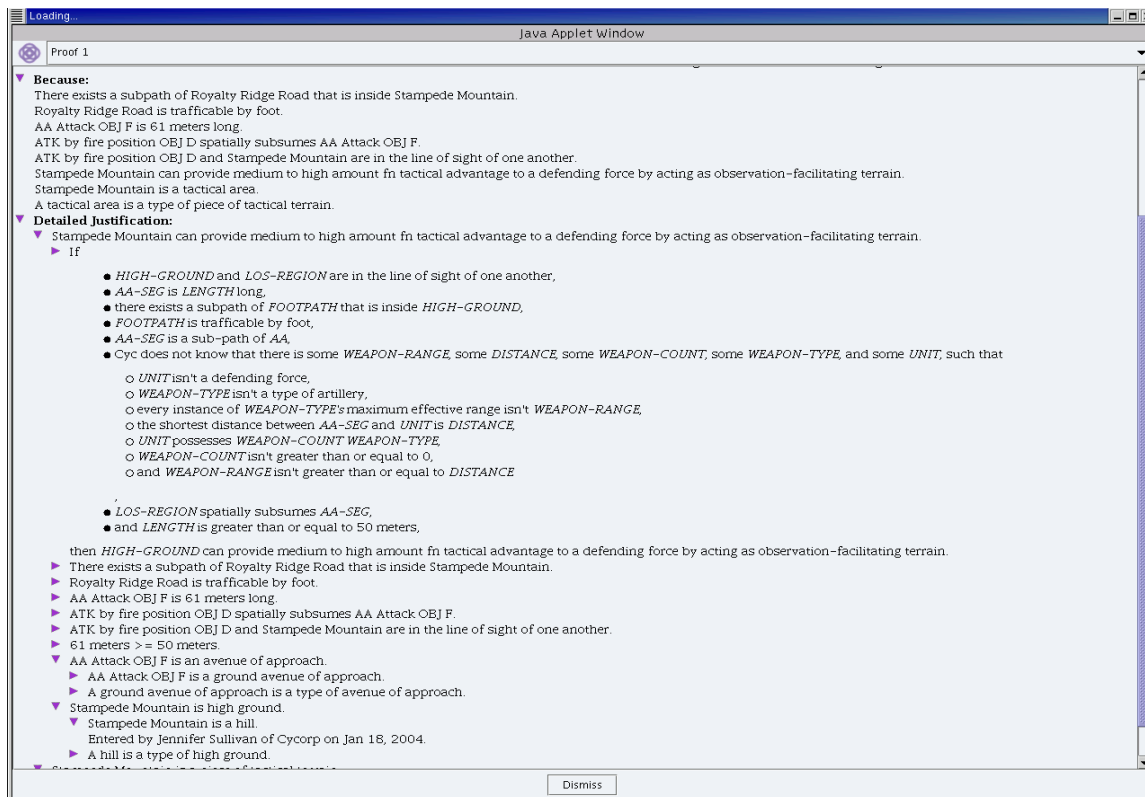 Loading...
Java Applet Window
Proof 1
Because:
There exists a subpath of Royalty Ridge Road that is inside Stampede Mountain.
Royalty Ridge Road is trafficable by foot.
AA Attack OBJ F is 61 meters long.
ATK by fire position OBJ D spatially subsumes AA Attack OBJ F.
ATK by fire position OBJ D and Stampede Mountain are in the line of sight of one another.
Stampede Mountain can provide medium to high amount fn tactical advantage to a defending force by acting as observation-facilitating terrain.
Stampede Mountain is a tactical area.
A tactical area is a type of piece of tactical terrain.
Detailed Justification:
Stampede Mountain can provide medium to high amount fn tactical advantage to a defending force by acting as observation-facilitating terrain.
If
HIGH-GROUND and LOS-REGION are in the line of sight of one another,
AA-SEG is LENGTH long,
there exists a subpath of FOOTPATH that is inside HIGH-GROUND,
FOOTPATH is trafficable by foot,
AA-SEG is a sub-path of AA,
Cyc does not know that there is some WEAPON-RANGE, some DISTANCE, some WEAPON-COUNT, some WEAPON-TYPE, and some UNIT, such that
UNIT isn't a defending force,
WEAPON-TYPE isn't a type of artillery,
every instance of WEAPON-TYPE's maximum effective range isn't WEAPON-RANGE,
the shortest distance between AA-SEG and UNIT is DISTANCE,
UNIT possesses WEAPON-COUNT WEAPON-TYPE,
WEAPON-COUNT isn't greater than or equal to 0,
and WEAPON-RANGE isn't greater than or equal to DISTANCE
,
LOS-REGION spatially subsumes AA-SEG,
and LENGTH is greater than or equal to 50 meters,
then HIGH-GROUND can provide medium to high amount fn tactical advantage to a defending force by acting as observation-facilitating terrain.
There exists a subpath of Royalty Ridge Road that is inside Stampede Mountain.
Royalty Ridge Road is trafficable by foot.
AA Attack OBJ F is 61 meters long.
ATK by fire position OBJ D spatially subsumes AA Attack OBJ F.
ATK by fire position OBJ D and Stampede Mountain are in the line of sight of one another.
61 meters >= 50 meters.
AA Attack OBJ F is an avenue of approach.
AA Attack OBJ F is a ground avenue of approach.
A ground avenue of approach is a type of avenue of approach.
Stampede Mountain is high ground.
Stampede Mountain is a hill.
Entered by Jennifer Sullivan of Cycorp on Jan 18, 2004.
A hill is a type of high ground.
Dismiss